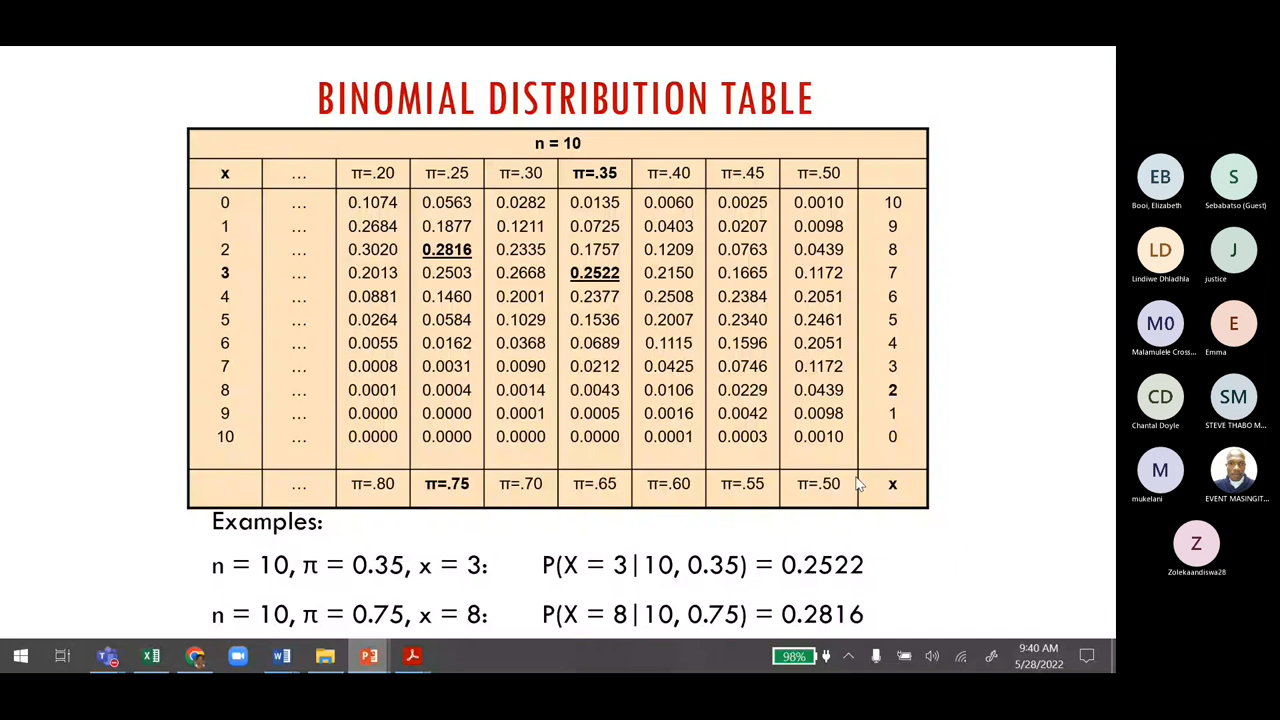 BINOMIAL DISTRIBUTION TABLE
n = 10
x … π=.20 π=.25 π=.30 π=.35 π=.40 π=.45 π=.50
0 … 0.1074 0.0563 0.0282 0.0135 0.0060 0.0025 0.0010 10
1 … 0.2684 0.1877 0.1211 0.0725 0.0403 0.0207 0.0098 9
2 … 0.3020 0.2816 0.2335 0.1757 0.1209 0.0763 0.0439 8
3 … 0.2013 0.2503 0.2668 0.2522 0.2150 0.1665 0.1172 7
4 … 0.0881 0.1460 0.2001 0.2377 0.2508 0.2384 0.2051 6
5 … 0.0264 0.0584 0.1029 0.1536 0.2007 0.2340 0.2461 5
6 … 0.0055 0.0162 0.0368 0.0689 0.1115 0.1596 0.2051 4
7 … 0.0008 0.0031 0.0090 0.0212 0.0425 0.0746 0.1172 3
8 … 0.0001 0.0004 0.0014 0.0043 0.0106 0.0229 0.0439 2
9 … 0.0000 0.0000 0.0001 0.0005 0.0016 0.0042 0.0098 1
10 … 0.0000 0.0000 0.0000 0.0000 0.0001 0.0003 0.0010 0
… π=.80 π=.75 π=.70 π=.65 π=.60 π=.55 π=.50 x
Examples:
n = 10, π = 0.35, x = 3: P(X = 3|10, 0.35) = 0.2522
n = 10, π = 0.75, x = 8: P(X = 8|10, 0.75) = 0.2816
98%
9:40 AM
5/28/2022
EB S
Booi, Elizabeth Sebabatso (Guest)
LD J
Lindiwe Dhladhla justice
M0 E
Malamulele Cross... Emma
CD SM
Chantal Doyle STEVE THABO M...
M
mukelani EVENT MASINGIT...
Z
Zolekaandiswa28